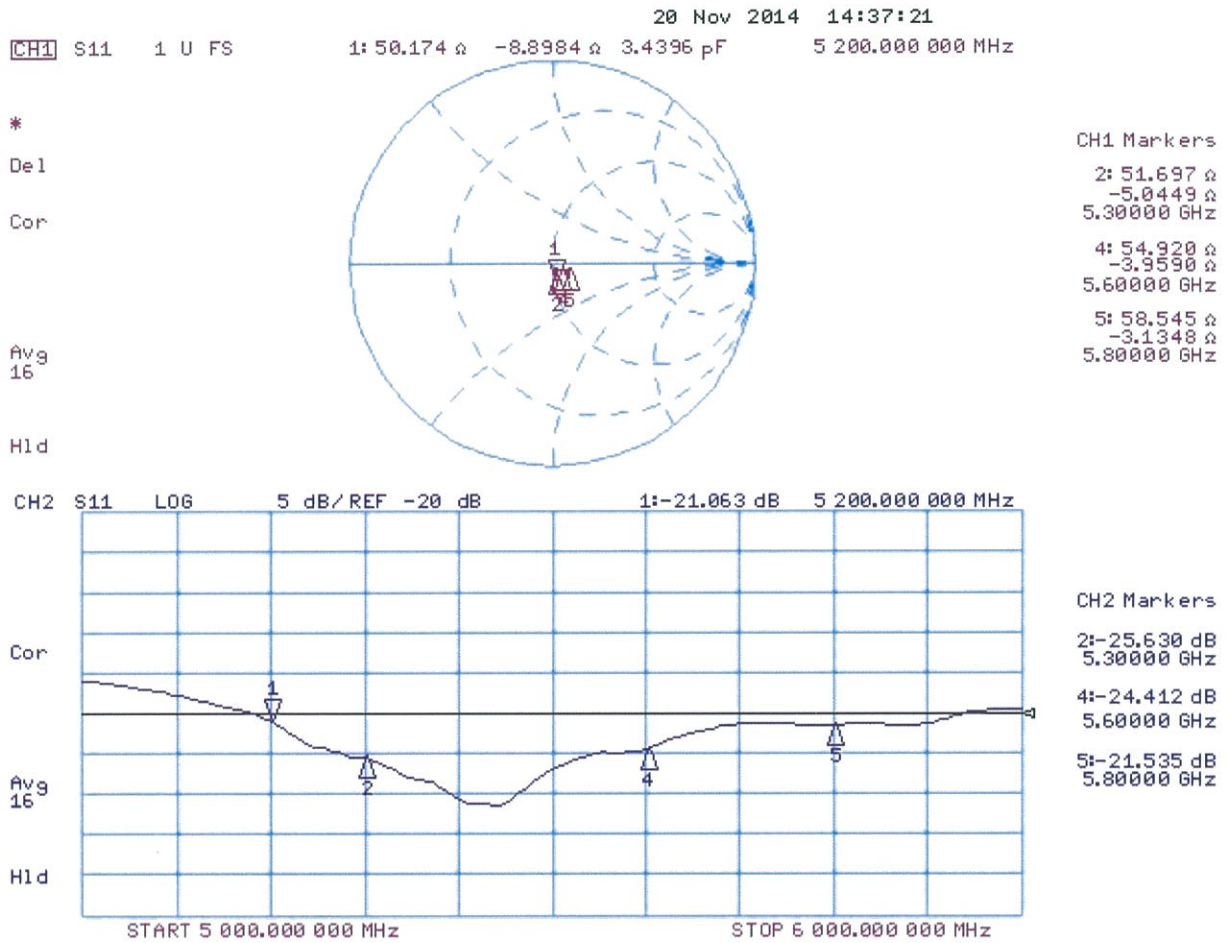 20 Nov 2014 14:37:21
CH1 S11 1 U FS 1: 50.174 Ω -8.8984 Ω 3.4396 pF 5 200.000 000 MHz
*
Del
Cor
Avg
16
Hld
CH1 Markers
2: 51.697 Ω
-5.0449 Ω
5.30000 GHz
4: 54.920 Ω
-3.9590 Ω
5.60000 GHz
5: 58.545 Ω
-3.1348 Ω
5.80000 GHz
1
25
CH2 S11 LOG 5 dB/REF -20 dB 1:-21.063 dB 5 200.000 000 MHz
Cor
Avg
16
Hld
1
2
4
5
CH2 Markers
2:-25.630 dB
5.30000 GHz
4:-24.412 dB
5.60000 GHz
5:-21.535 dB
5.80000 GHz
START 5 000.000 000 MHz STOP 6 000.000 000 MHz